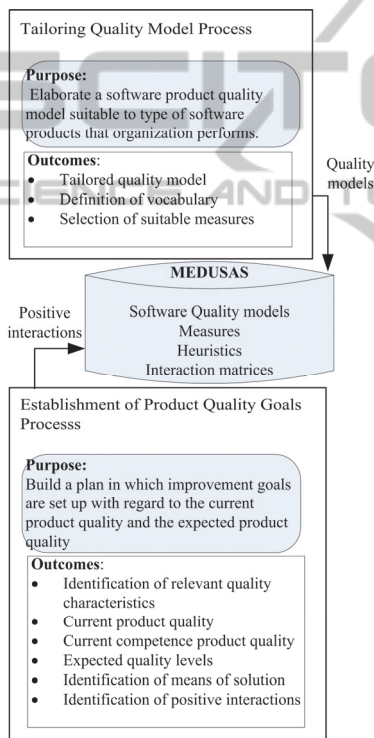 Tailoring Quality Model Process
Purpose:
Elaborate a software product quality
model suitable to type of software
products that organization performs.
Outcomes:
• Tailored quality model
• Definition of vocabulary
• Selection of suitable measures
Quality
models
MEDUSAS
Software Quality models
Measures
Heuristics
Interaction matrices
Positive
interactions
Establishment of Product Quality Goals
Processs
Purpose:
Build a plan in which improvement goals
are set up with regard to the current
product quality and the expected product
quality
Outcomes:
• Identification of relevant quality
characteristics
• Current product quality
• Current competence product quality
• Expected quality levels
• Identification of means of solution
• Identification of positive interactions